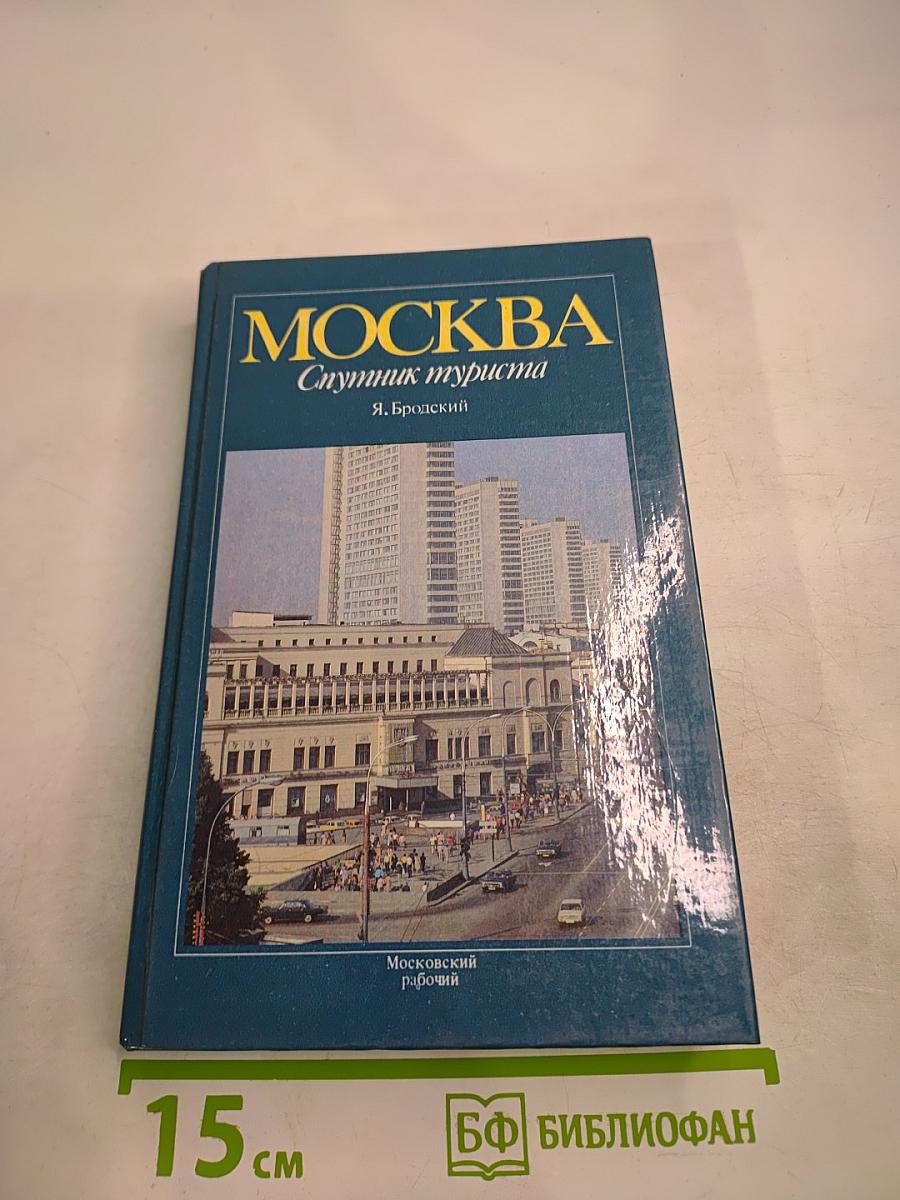 МОСКВА
Спутник туриста
Я. Бродский
Московский
рабочий
15 см
БФ БИБЛИОФАН